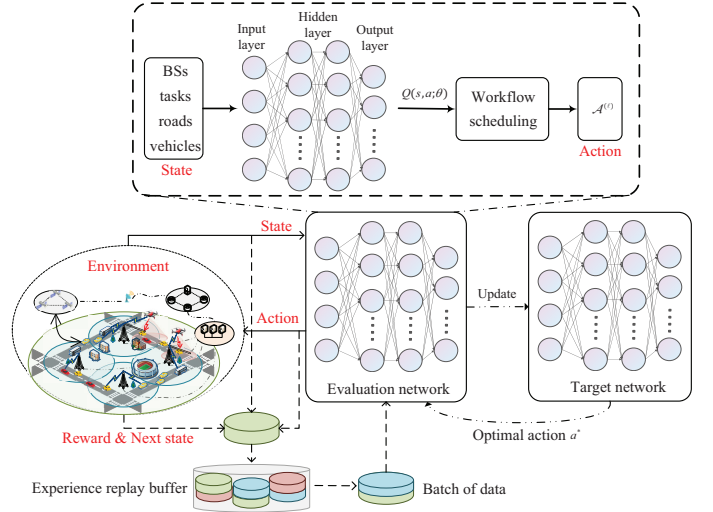 Input
layer
Hidden
layer
Output
layer
BSs
tasks
roads
vehicles
State
Q(s,a;θ)
Workflow
scheduling
𝒜⁽ᵗ⁾
Action
State
Environment
Action
Update
Evaluation network
Target network
Reward & Next state
Optimal action a*
Experience replay buffer
Batch of data